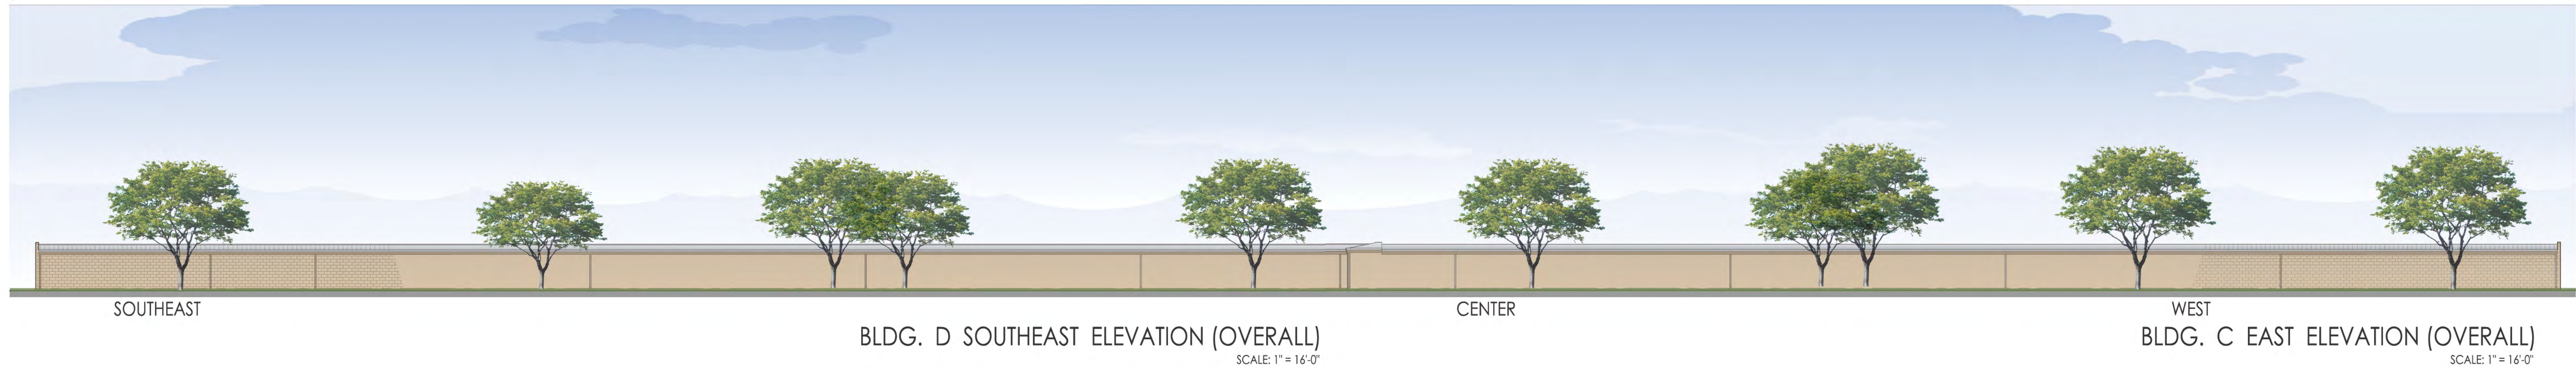 SOUTHEAST
CENTER
WEST
BLDG. D SOUTHEAST ELEVATION (OVERALL)
SCALE: 1" = 16'-0"
BLDG. C EAST ELEVATION (OVERALL)
SCALE: 1" = 16'-0"